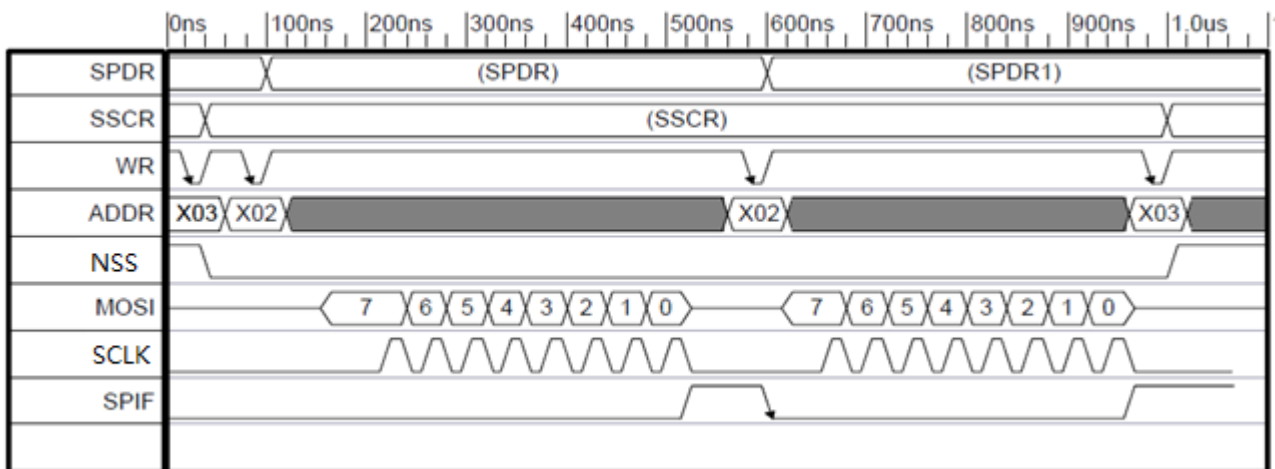 0ns 100ns 200ns 300ns 400ns 500ns 600ns 700ns 800ns 900ns 1.0us
SPDR (SPDR) (SPDR1)
SSCR (SSCR)
WR
ADDR X03 X02 X02 X03
NSS
MOSI 7 6 5 4 3 2 1 0 7 6 5 4 3 2 1 0
SCLK
SPIF